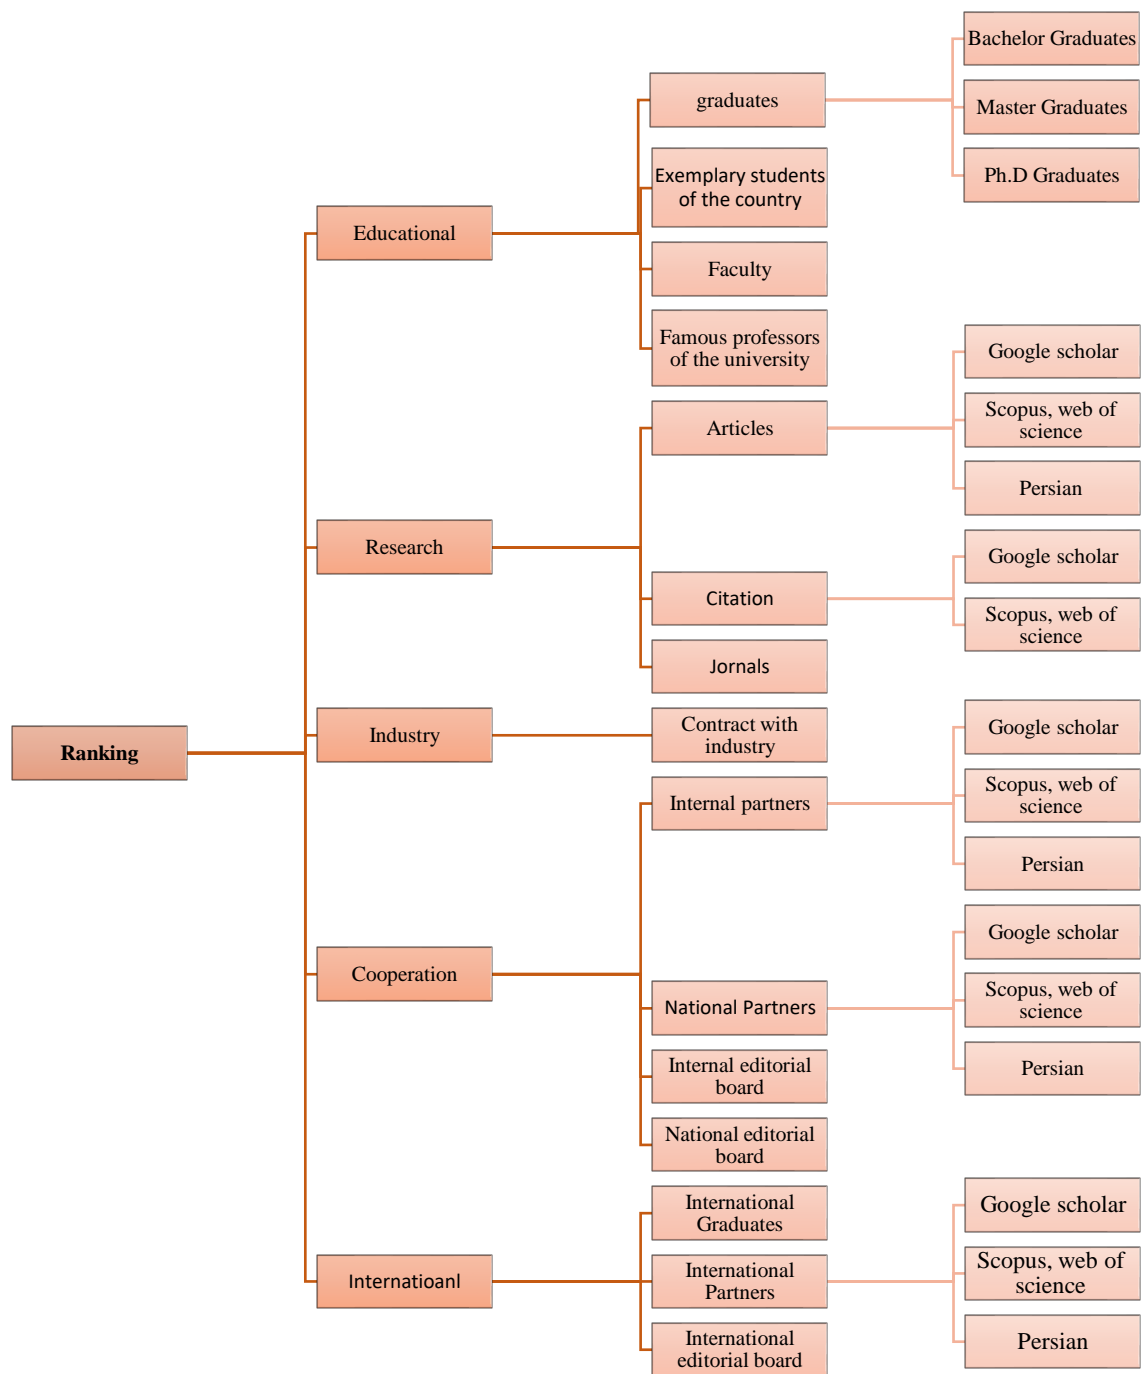 Ranking
Educational
graduates
Bachelor Graduates
Master Graduates
Ph.D Graduates
Exemplary students
of the country
Faculty
Famous professors
of the university
Research
Articles
Google scholar
Scopus, web of
science
Persian
Citation
Google scholar
Scopus, web of
science
Jornals
Industry
Contract with
industry
Cooperation
Internal partners
Google scholar
Scopus, web of
science
Persian
National Partners
Google scholar
Scopus, web of
science
Persian
Internal editorial
board
National editorial
board
Internatioanl
International
Graduates
International
Partners
Google scholar
Scopus, web of
science
Persian
International
editorial board